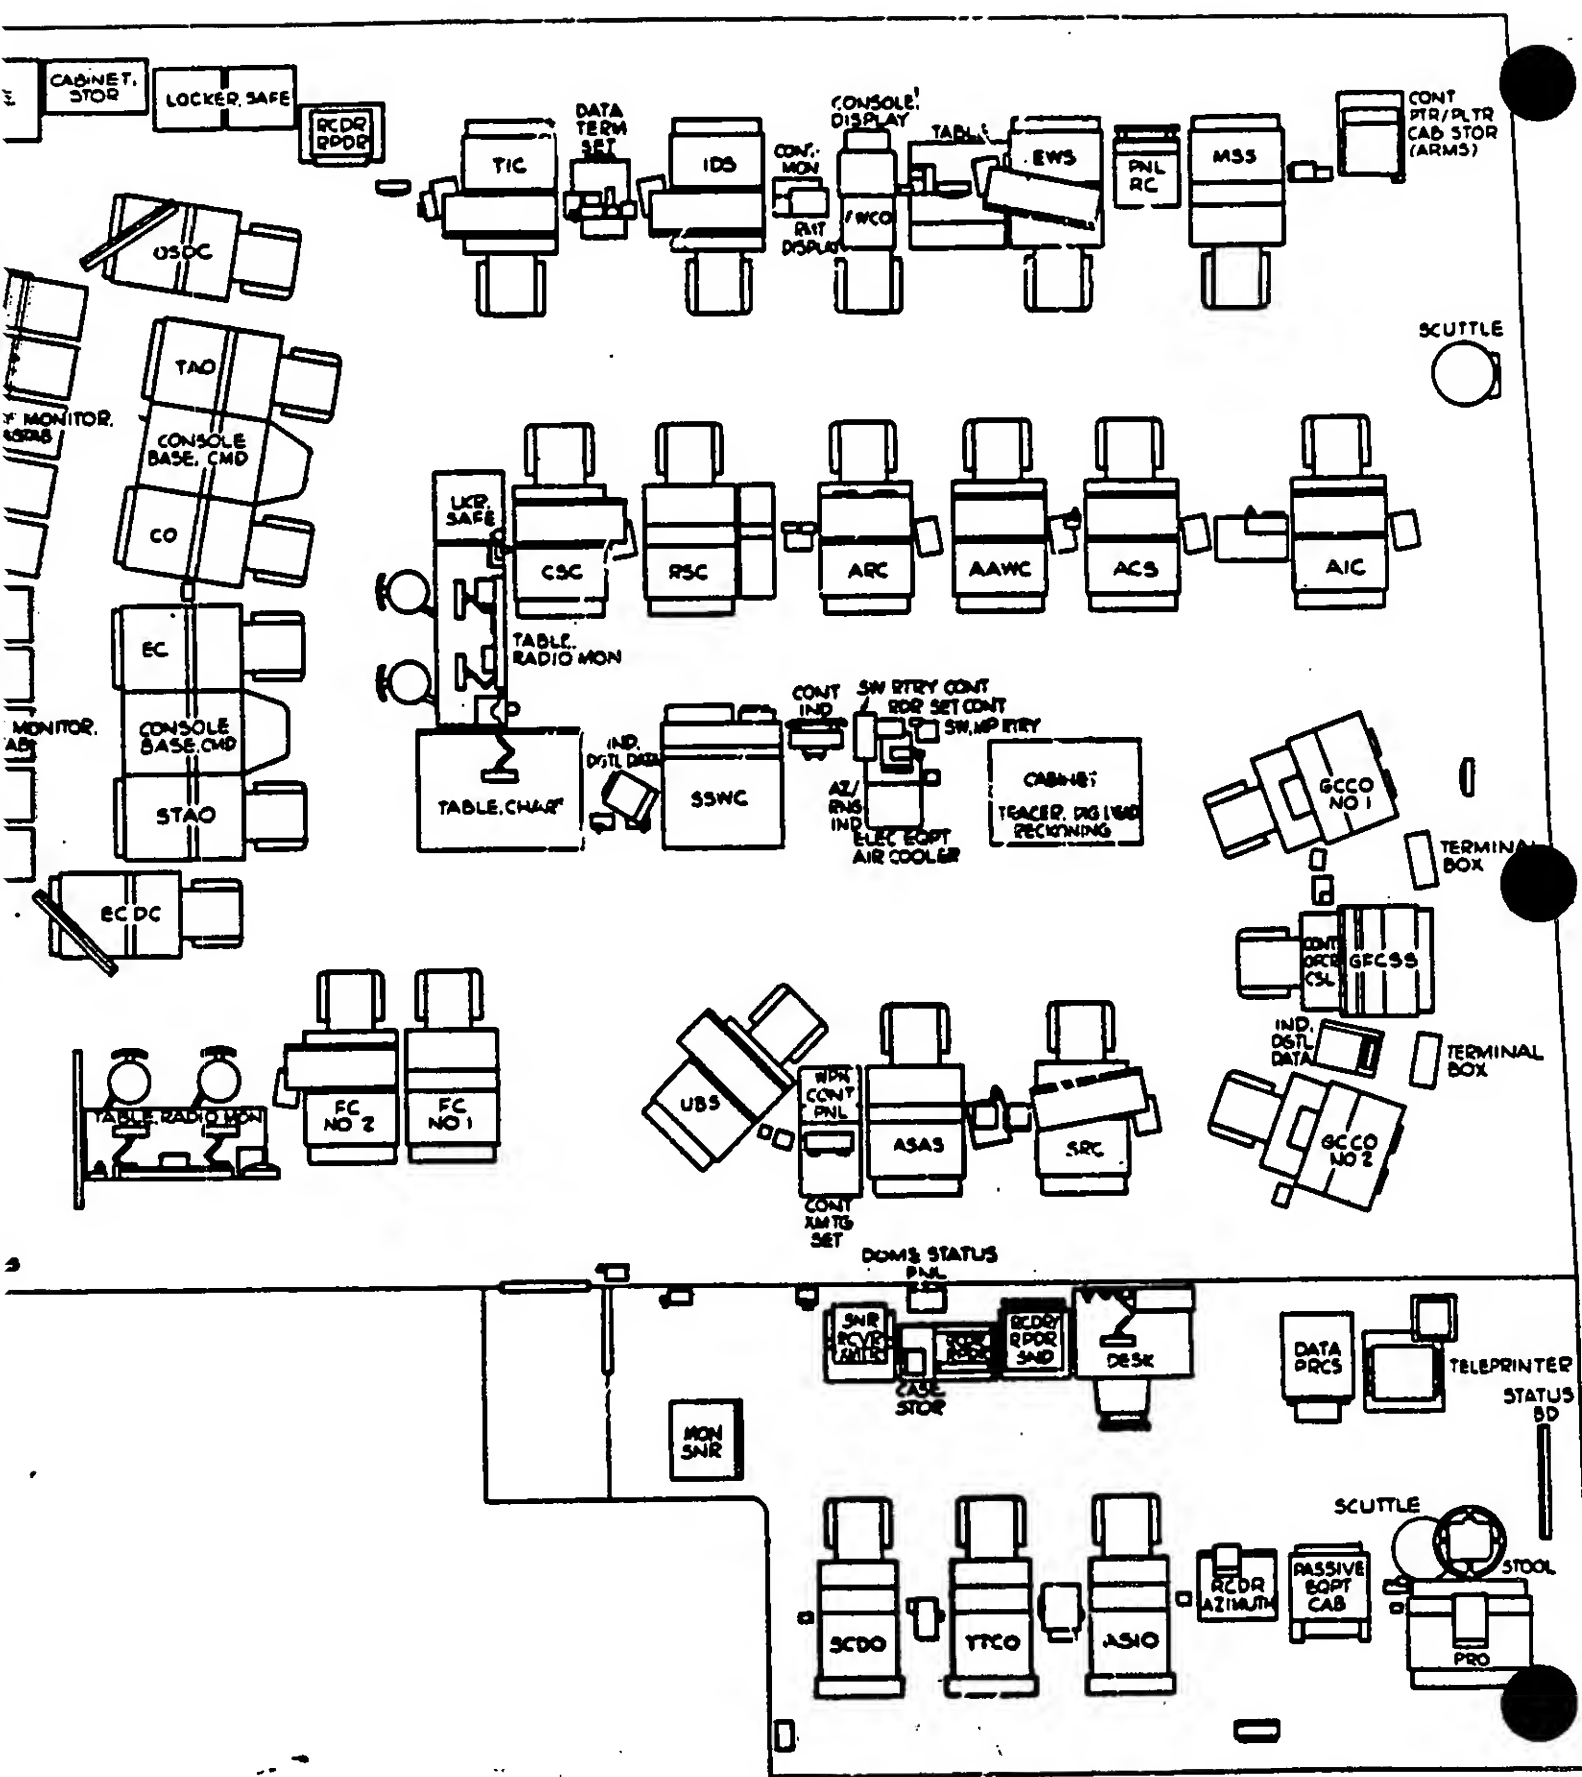 CABINET,
STOR
LOCKER, SAFE
RCDR
RPDR
TIC
DATA
TERM
SET
IDS
CONT-
MON
RMT
DISPLAY
CONSOLE,
DISPLAY
TWCO
TABLE
EWS
PNL
RC
MSS
CONT
PTR/PLTR
CAB STOR
(ARMS)
OSDC
SCUTTLE
TAO
MONITOR,
CONSOLE
BASE, CMD
CO
LKR,
SAFE
CSC
RSC
ARC
AAWC
ACS
AIC
EC
TABLE,
RADIO MON
MONITOR,
CONSOLE
BASE, CMD
STAO
IND,
DGTL DATA
TABLE, CHART
SSWC
CONT
IND
SW RTRY CONT
RDR SET CONT
SW, MP RTRY
AZ/
RNG
IND
ELEC EQPT
AIR COOLER
CABINET
TRACER, DIG DEAD
RECKONING
GCCO
NO 1
TERMINAL
BOX
ECDC
CONT
OFCR
CSL
GFCSS
IND,
DGTL
DATA
TERMINAL
BOX
TABLE, RADIO MON
FC
NO 2
FC
NO 1
UBS
WPN
CONT
PNL
ASAS
SRC
GCCO
NO 2
CONT
XMTG
SET
DOME STATUS
PNL
SNR
RCVR
XMTR
RCDR
RPDR
RCDR/
RPDR
SND
DESK
CASE,
STOR
DATA
PRCS
TELEPRINTER
STATUS
BD
MON
SNR
SCUTTLE
STOOL
SCDO
TTCO
ASIO
RCDR
AZIMUTH
PASSIVE
EQPT
CAB
PRO